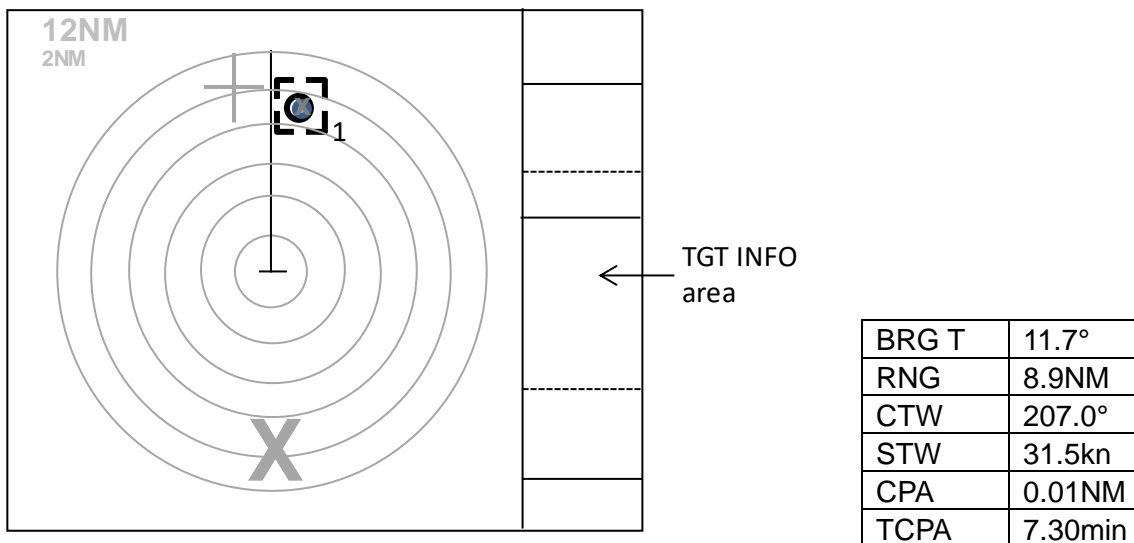 12NM
2NM
X
1
X
TGT INFO
area
BRG T 11.7°
RNG 8.9NM
CTW 207.0°
STW 31.5kn
CPA 0.01NM
TCPA 7.30min